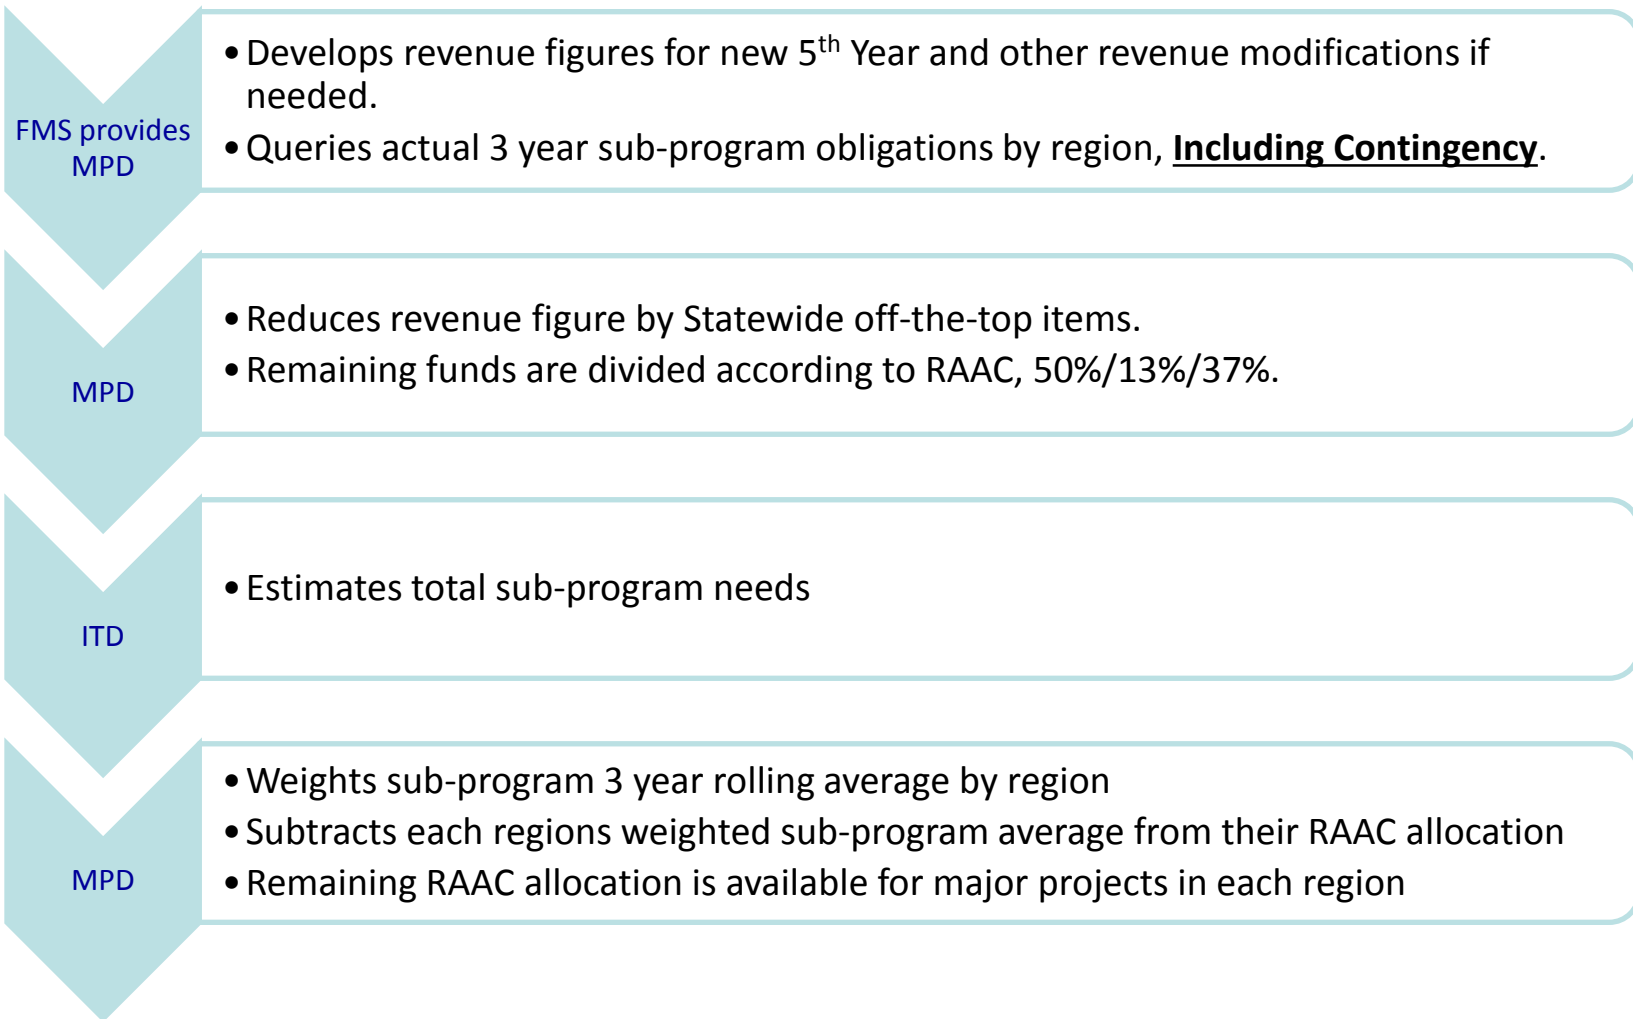 FMS provides
MPD
•Develops revenue figures for new 5th Year and other revenue modifications if
needed.
•Queries actual 3 year sub-program obligations by region, Including Contingency.
MPD
•Reduces revenue figure by Statewide off-the-top items.
•Remaining funds are divided according to RAAC, 50%/13%/37%.
ITD
•Estimates total sub-program needs
MPD
•Weights sub-program 3 year rolling average by region
•Subtracts each regions weighted sub-program average from their RAAC allocation
•Remaining RAAC allocation is available for major projects in each region